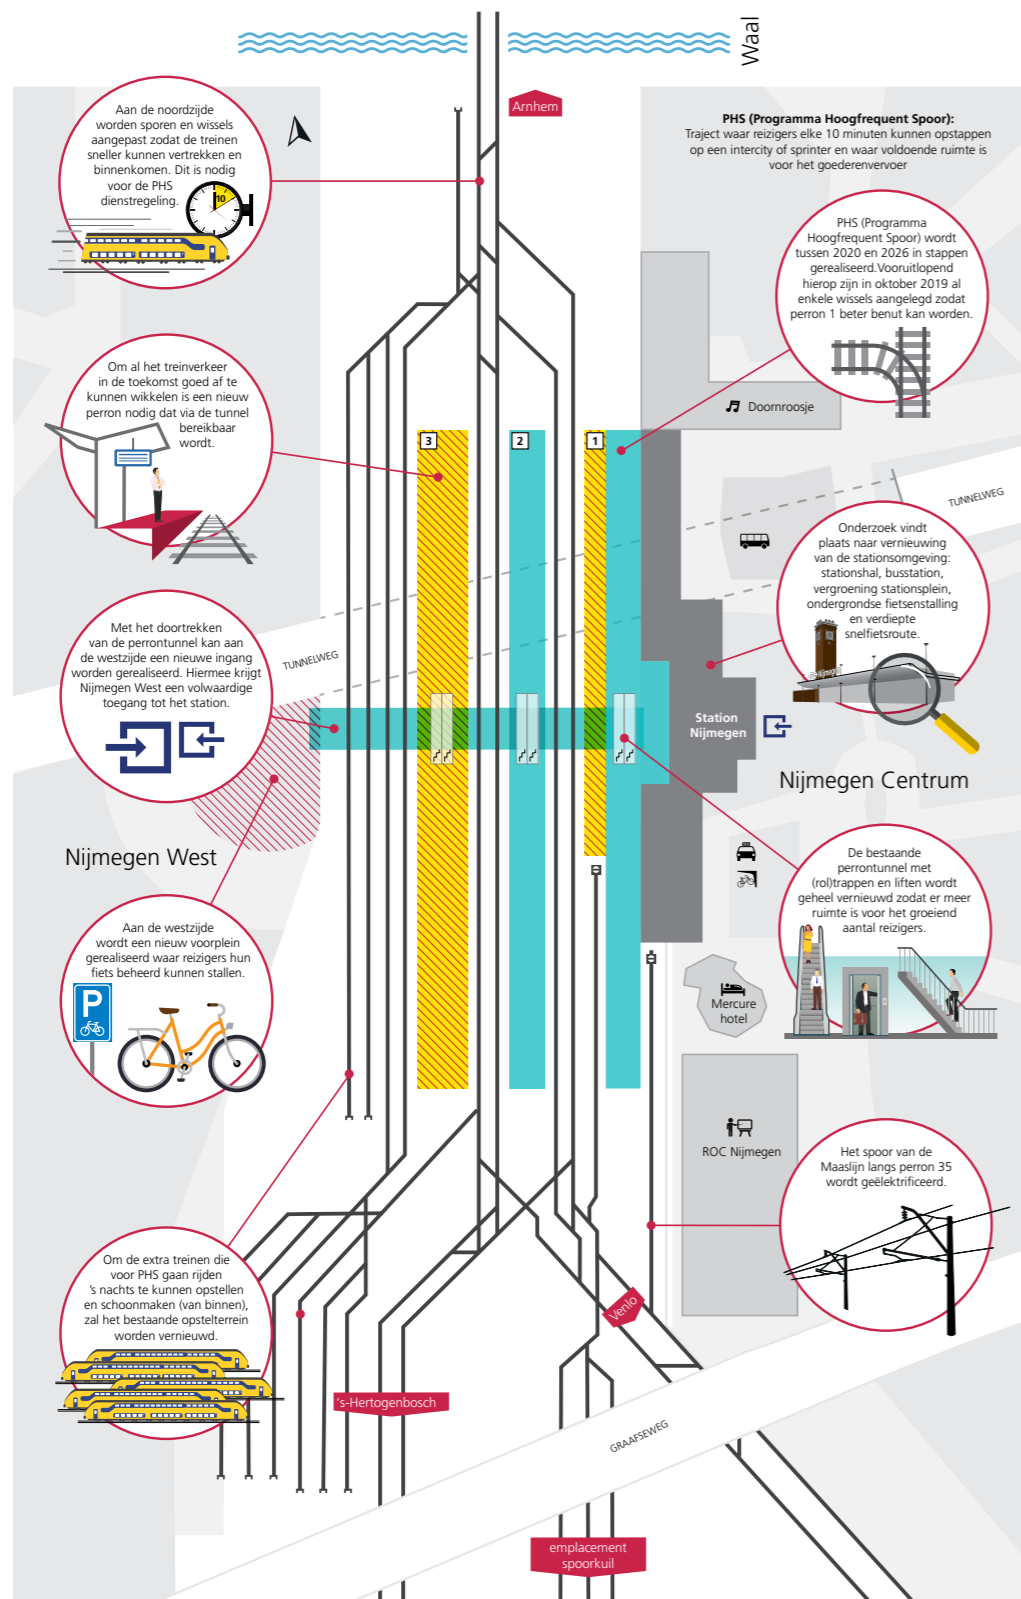 Waal
Arnhem
PHS (Programma Hoogfrequent Spoor):
Traject waar reizigers elke 10 minuten kunnen opstappen
op een intercity of sprinter en waar voldoende ruimte is
voor het goederenvervoer
Aan de noordzijde
worden sporen en wissels
aangepast zodat de treinen
sneller kunnen vertrekken en
binnenkomen. Dit is nodig
voor de PHS
dienstregeling.
10
PHS (Programma
Hoogfrequent Spoor) wordt
tussen 2020 en 2026 in stappen
gerealiseerd.Vooruitlopend
hierop zijn in oktober 2019 al
enkele wissels aangelegd zodat
perron 1 beter benut kan worden.
Om al het treinverkeer
in de toekomst goed af te
kunnen wikkelen is een nieuw
perron nodig dat via de tunnel
bereikbaar
wordt.
Doornroosje
3
2
1
TUNNELWEG
Onderzoek vindt
plaats naar vernieuwing
van de stationsomgeving:
stationshal, busstation,
vergroening stationsplein,
ondergrondse fietsenstalling
en verdiepte
snelfietsroute.
Nijmegen
Met het doortrekken
van de perrontunnel kan aan
de westzijde een nieuwe ingang
worden gerealiseerd. Hiermee krijgt
Nijmegen West een volwaardige
toegang tot het station.
TUNNELWEG
Station
Nijmegen
Nijmegen Centrum
Nijmegen West
De bestaande
perrontunnel met
(rol)trappen en liften wordt
geheel vernieuwd zodat er meer
ruimte is voor het groeiend
aantal reizigers.
Aan de westzijde
wordt een nieuw voorplein
gerealiseerd waar reizigers hun
fiets beheerd kunnen stallen.
P
Mercure
hotel
ROC Nijmegen
Het spoor van de
Maaslijn langs perron 35
wordt geëlektrificeerd.
Om de extra treinen die
voor PHS gaan rijden
's nachts te kunnen opstellen
en schoonmaken (van binnen),
zal het bestaande opstelterrein
worden vernieuwd.
Venlo
's-Hertogenbosch
GRAAFSEWEG
emplacement
spoorkuil